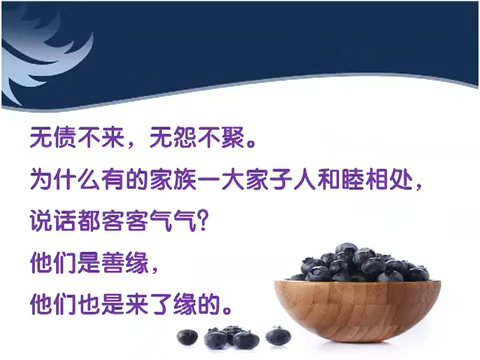 无债不来，无怨不聚。
为什么有的家族一大家子人和睦相处，
说话都客客气气？
他们是善缘，
他们也是来了缘的。